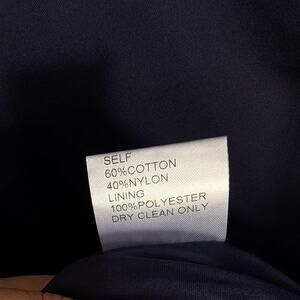 SELF
60%COTTON
40%NYLON
LINING
100%POLYESTER
DRY CLEAN ONLY